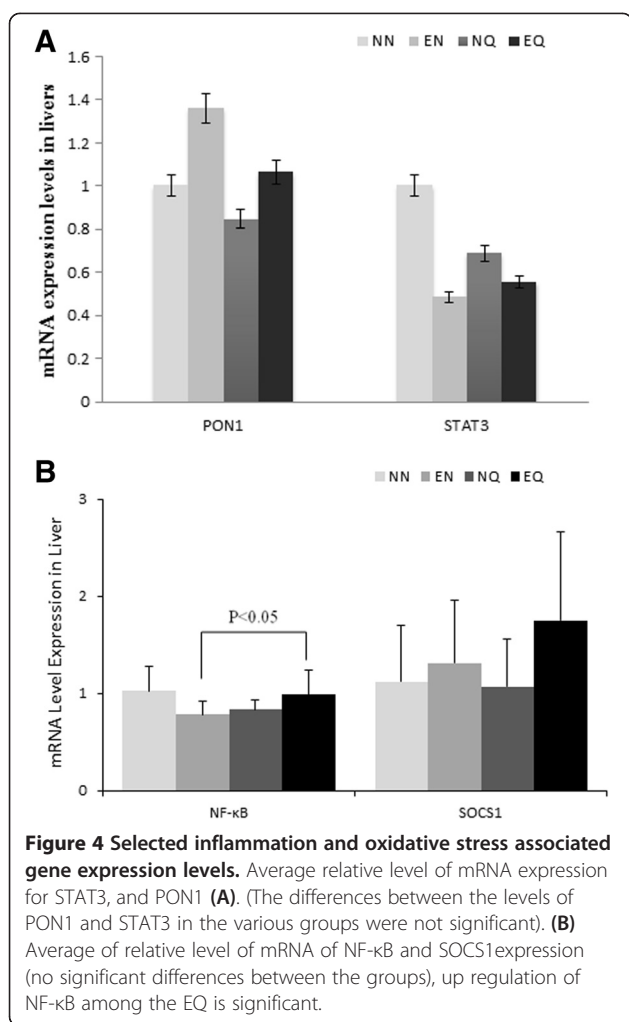 A
NN EN NQ EQ
mRNA expression levels in livers
1.6
1.4
1.2
1
0.8
0.6
0.4
0.2
0
PON1 STAT3
B
NN EN NQ EQ
mRNA Level Expression in Liver
3
2
1
0
P<0.05
NF-κB SOCS1
Figure 4 Selected inflammation and oxidative stress associated
gene expression levels. Average relative level of mRNA expression
for STAT3, and PON1 (A). (The differences between the levels of
PON1 and STAT3 in the various groups were not significant). (B)
Average of relative level of mRNA of NF-κB and SOCS1expression
(no significant differences between the groups), up regulation of
NF-κB among the EQ is significant.